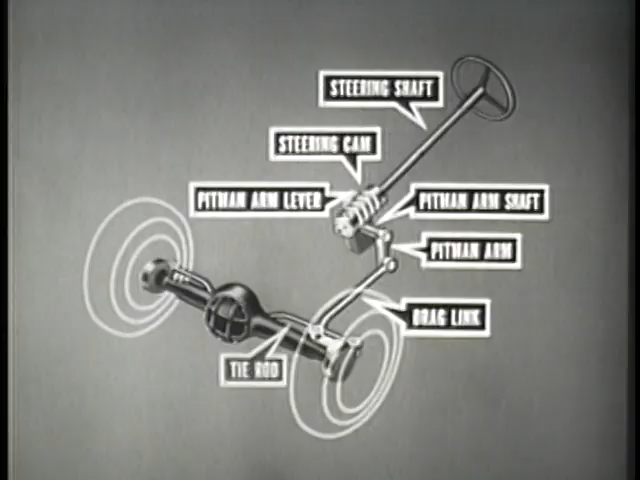 STEERING SHAFT
STEERING CAM
PITMAN ARM LEVER
PITMAN ARM SHAFT
PITMAN ARM
DRAG LINK
TIE ROD